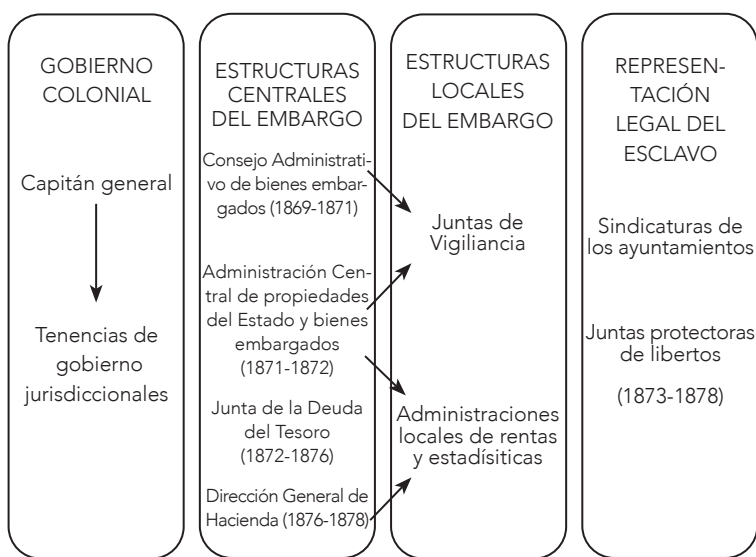 GOBIERNO
COLONIAL
Capitán general
Tenencias de
gobierno
jurisdiccionales
ESTRUCTURAS
CENTRALES
DEL EMBARGO
Consejo Administrati-
vo de bienes embar-
gados (1869-1871)
Administración Cen-
tral de propiedades
del Estado y bienes
embargados
(1871-1872)
Junta de la Deuda
del Tesoro
(1872-1876)
Dirección General de
Hacienda (1876-1878)
ESTRUCTURAS
LOCALES
DEL EMBARGO
Juntas de
Vigiliancia
Administraciones
locales de rentas
y estadísiticas
REPRESEN-
TACIÓN
LEGAL DEL
ESCLAVO
Sindicaturas de
los ayuntamientos
Juntas protectoras
de libertos
(1873-1878)